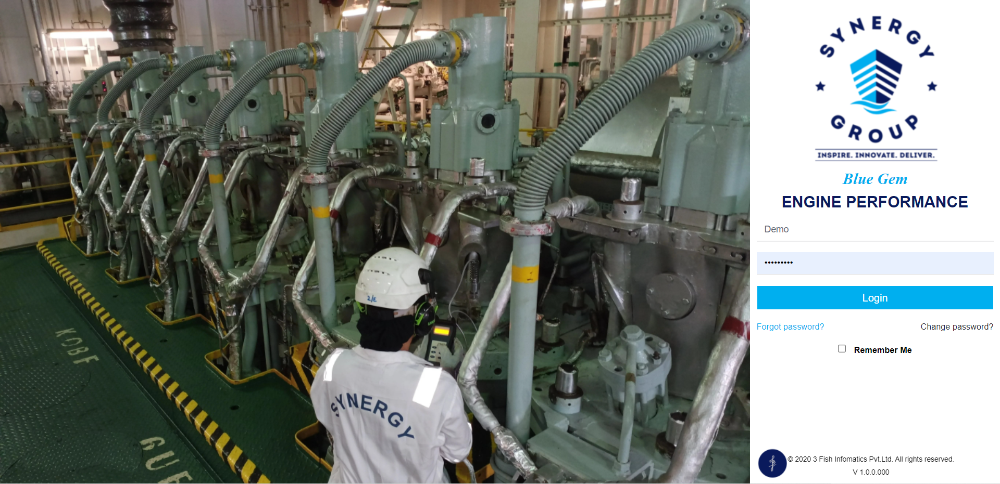 SYNERGY
GROUP
INSPIRE. INNOVATE. DELIVER.
Blue Gem
ENGINE PERFORMANCE
Demo
•••••••••
Login
Forgot password?
Change password?
Remember Me
© 2020 3 Fish Infomatics Pvt.Ltd. All rights reserved.
V 1.0.0.000
2/E
SYNERGY
KOBE